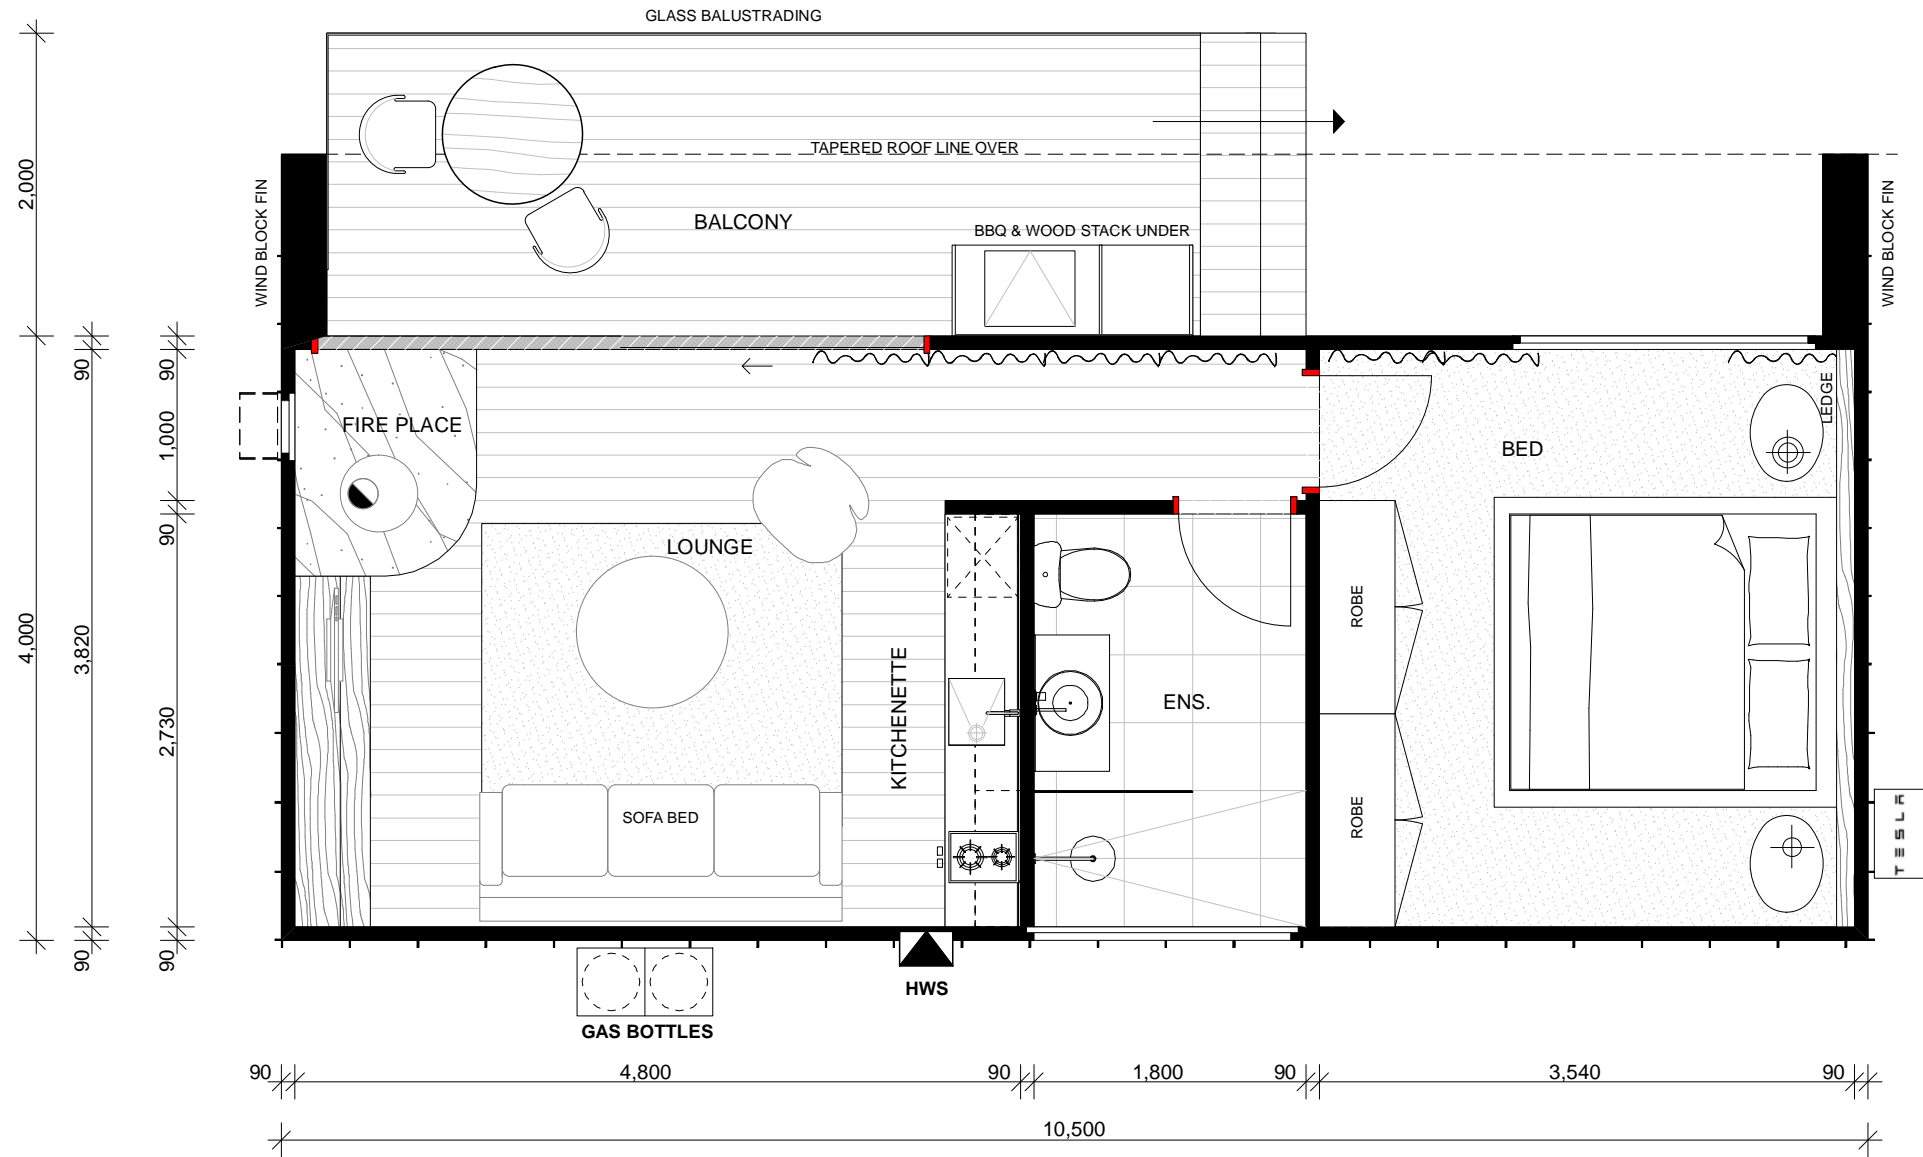 GLASS BALUSTRADING
TAPERED ROOF LINE OVER
BALCONY
BBQ & WOOD STACK UNDER
WIND BLOCK FIN
WIND BLOCK FIN
2,000
4,000
90
3,820
90
90
1,000
90
2,730
90
FIRE PLACE
LOUNGE
SOFA BED
KITCHENETTE
ENS.
ROBE
ROBE
BED
LEDGE
TESLA
HWS
GAS BOTTLES
90
4,800
90
1,800
90
3,540
90
10,500